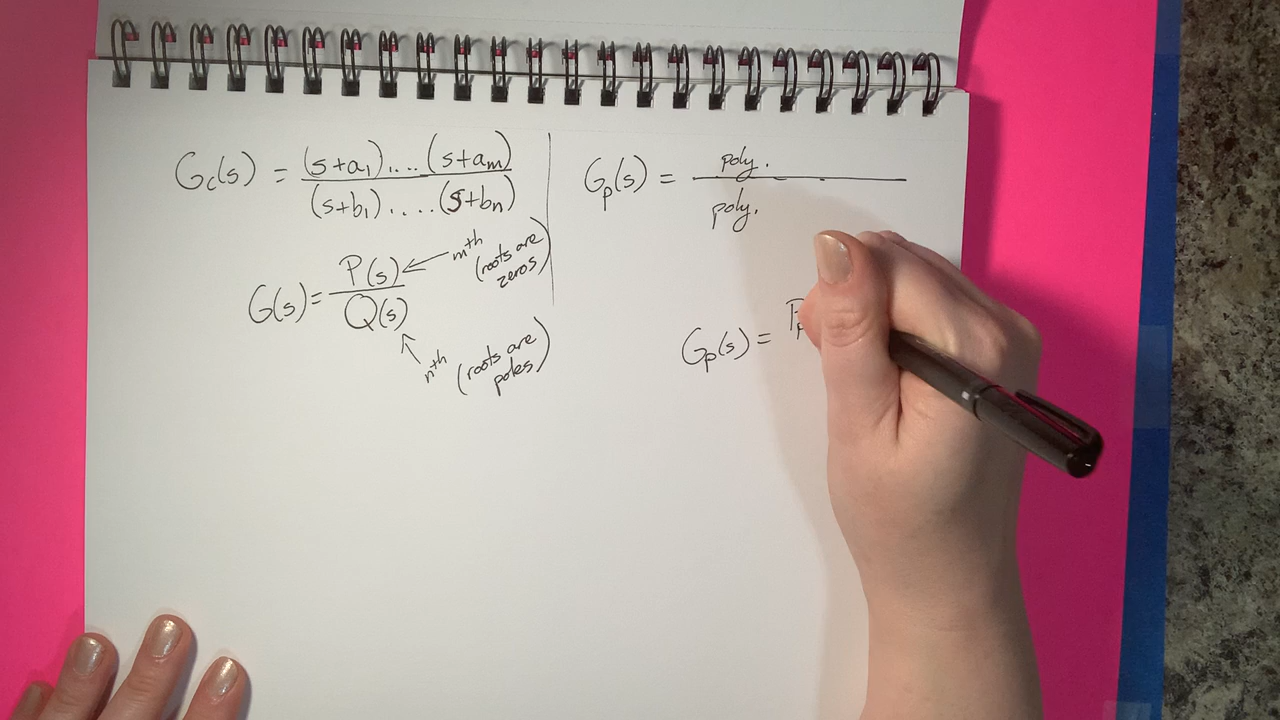 Gc(s) = (s+a1)....(s+am)
(s+b1)....(s+bn)
G(s) = P(s) ← mth (roots are zeros)
Q(s)
↖ nth (roots are poles)
Gp(s) = poly.
poly.
Gp(s) =